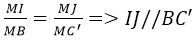 MI/MB = MJ/MC′ => IJ//BC′